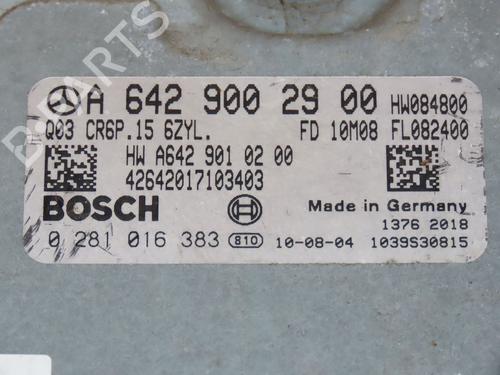 A 642 900 29 00 HW084800
Q03 CR6P.15 6ZYL. FD 10M08 FL082400
HW A642 901 02 00
42642017103403
BOSCH Made in Germany
1376 2018
0 281 016 383 810 10-08-04 1039S30815